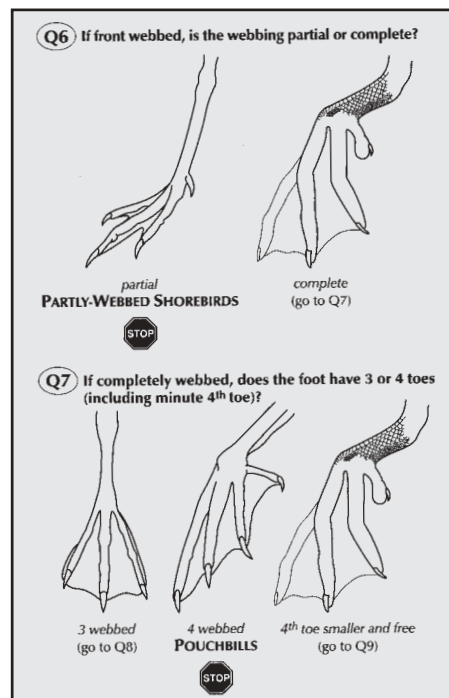 Q6 If front webbed, is the webbing partial or complete?
partial
PARTLY-WEBBED SHOREBIRDS
STOP
complete
(go to Q7)
Q7 If completely webbed, does the foot have 3 or 4 toes
(including minute 4th toe)?
3 webbed
(go to Q8)
4 webbed
POUCHBILLS
STOP
4th toe smaller and free
(go to Q9)